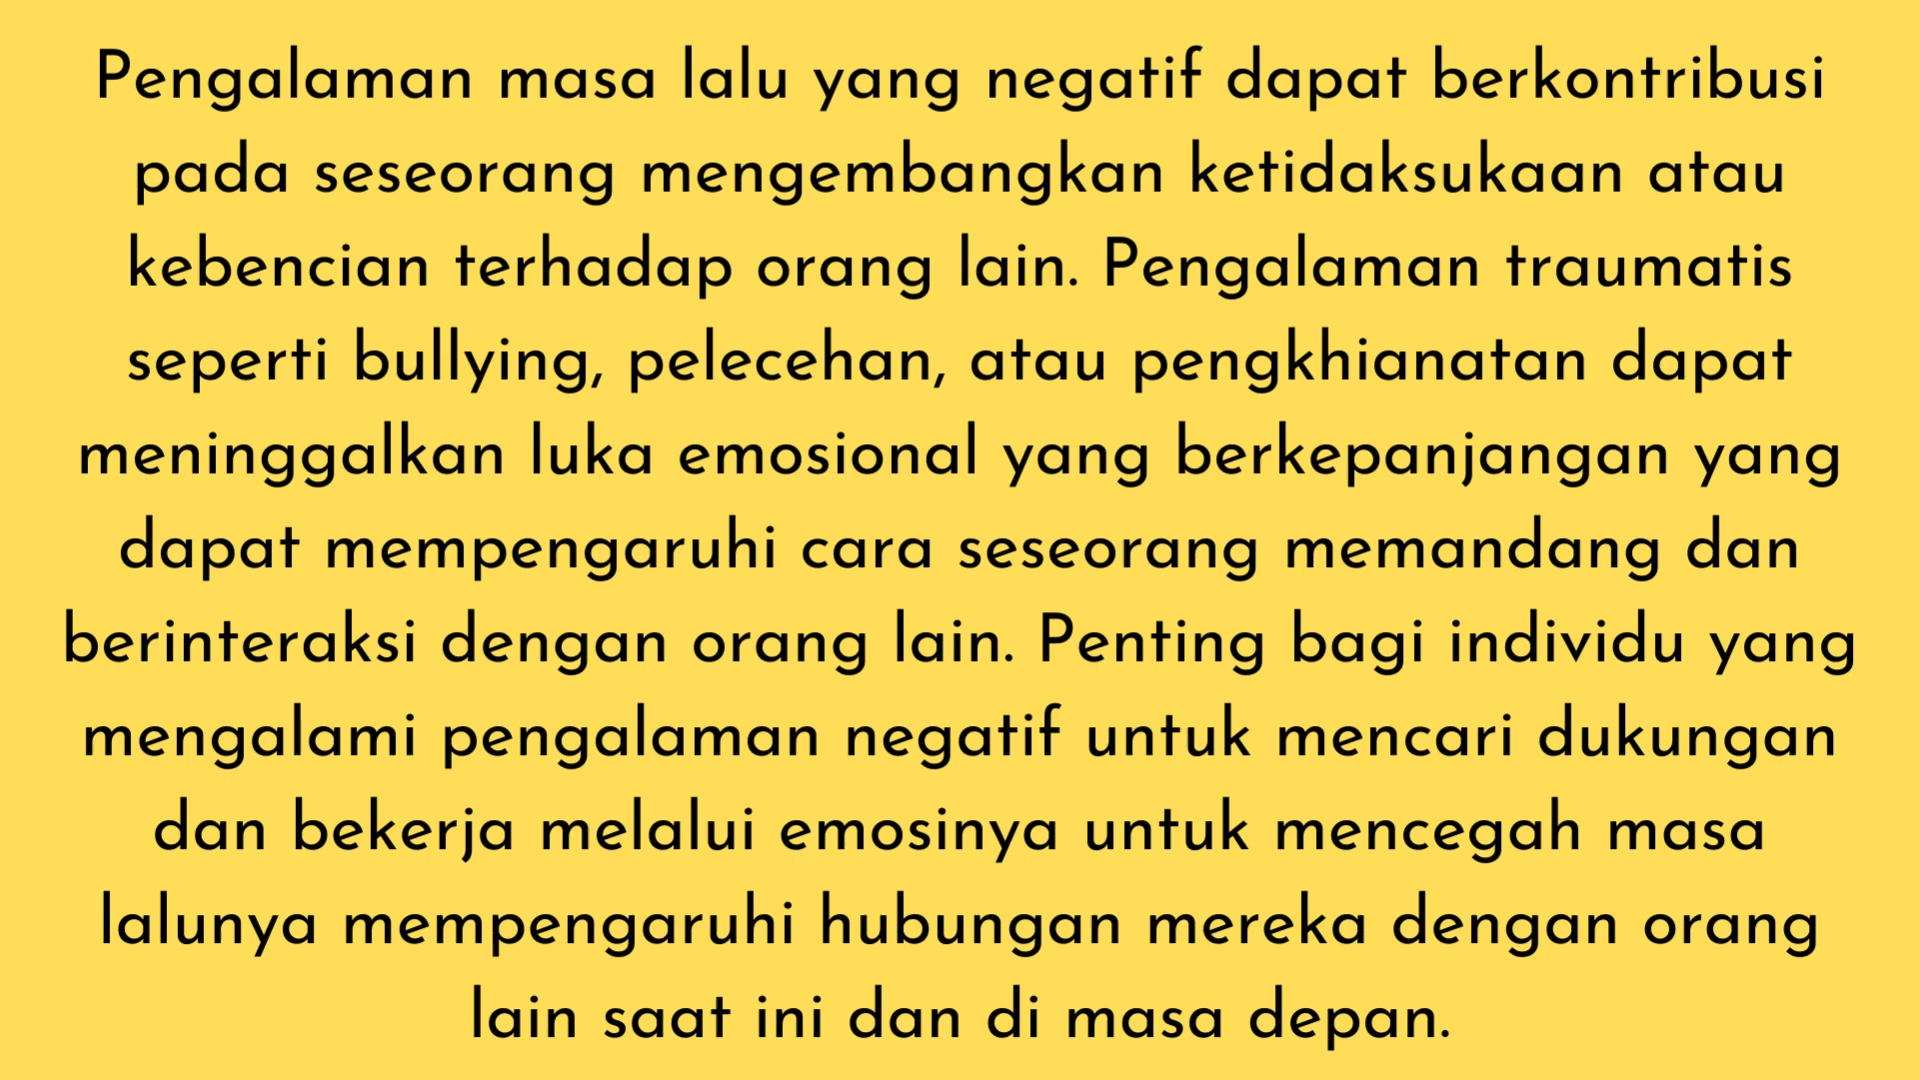 Pengalaman masa lalu yang negatif dapat berkontribusi
pada seseorang mengembangkan ketidaksukaan atau
kebencian terhadap orang lain. Pengalaman traumatis
seperti bullying, pelecehan, atau pengkhianatan dapat
meninggalkan luka emosional yang berkepanjangan yang
dapat mempengaruhi cara seseorang memandang dan
berinteraksi dengan orang lain. Penting bagi individu yang
mengalami pengalaman negatif untuk mencari dukungan
dan bekerja melalui emosinya untuk mencegah masa
lalunya mempengaruhi hubungan mereka dengan orang
lain saat ini dan di masa depan.